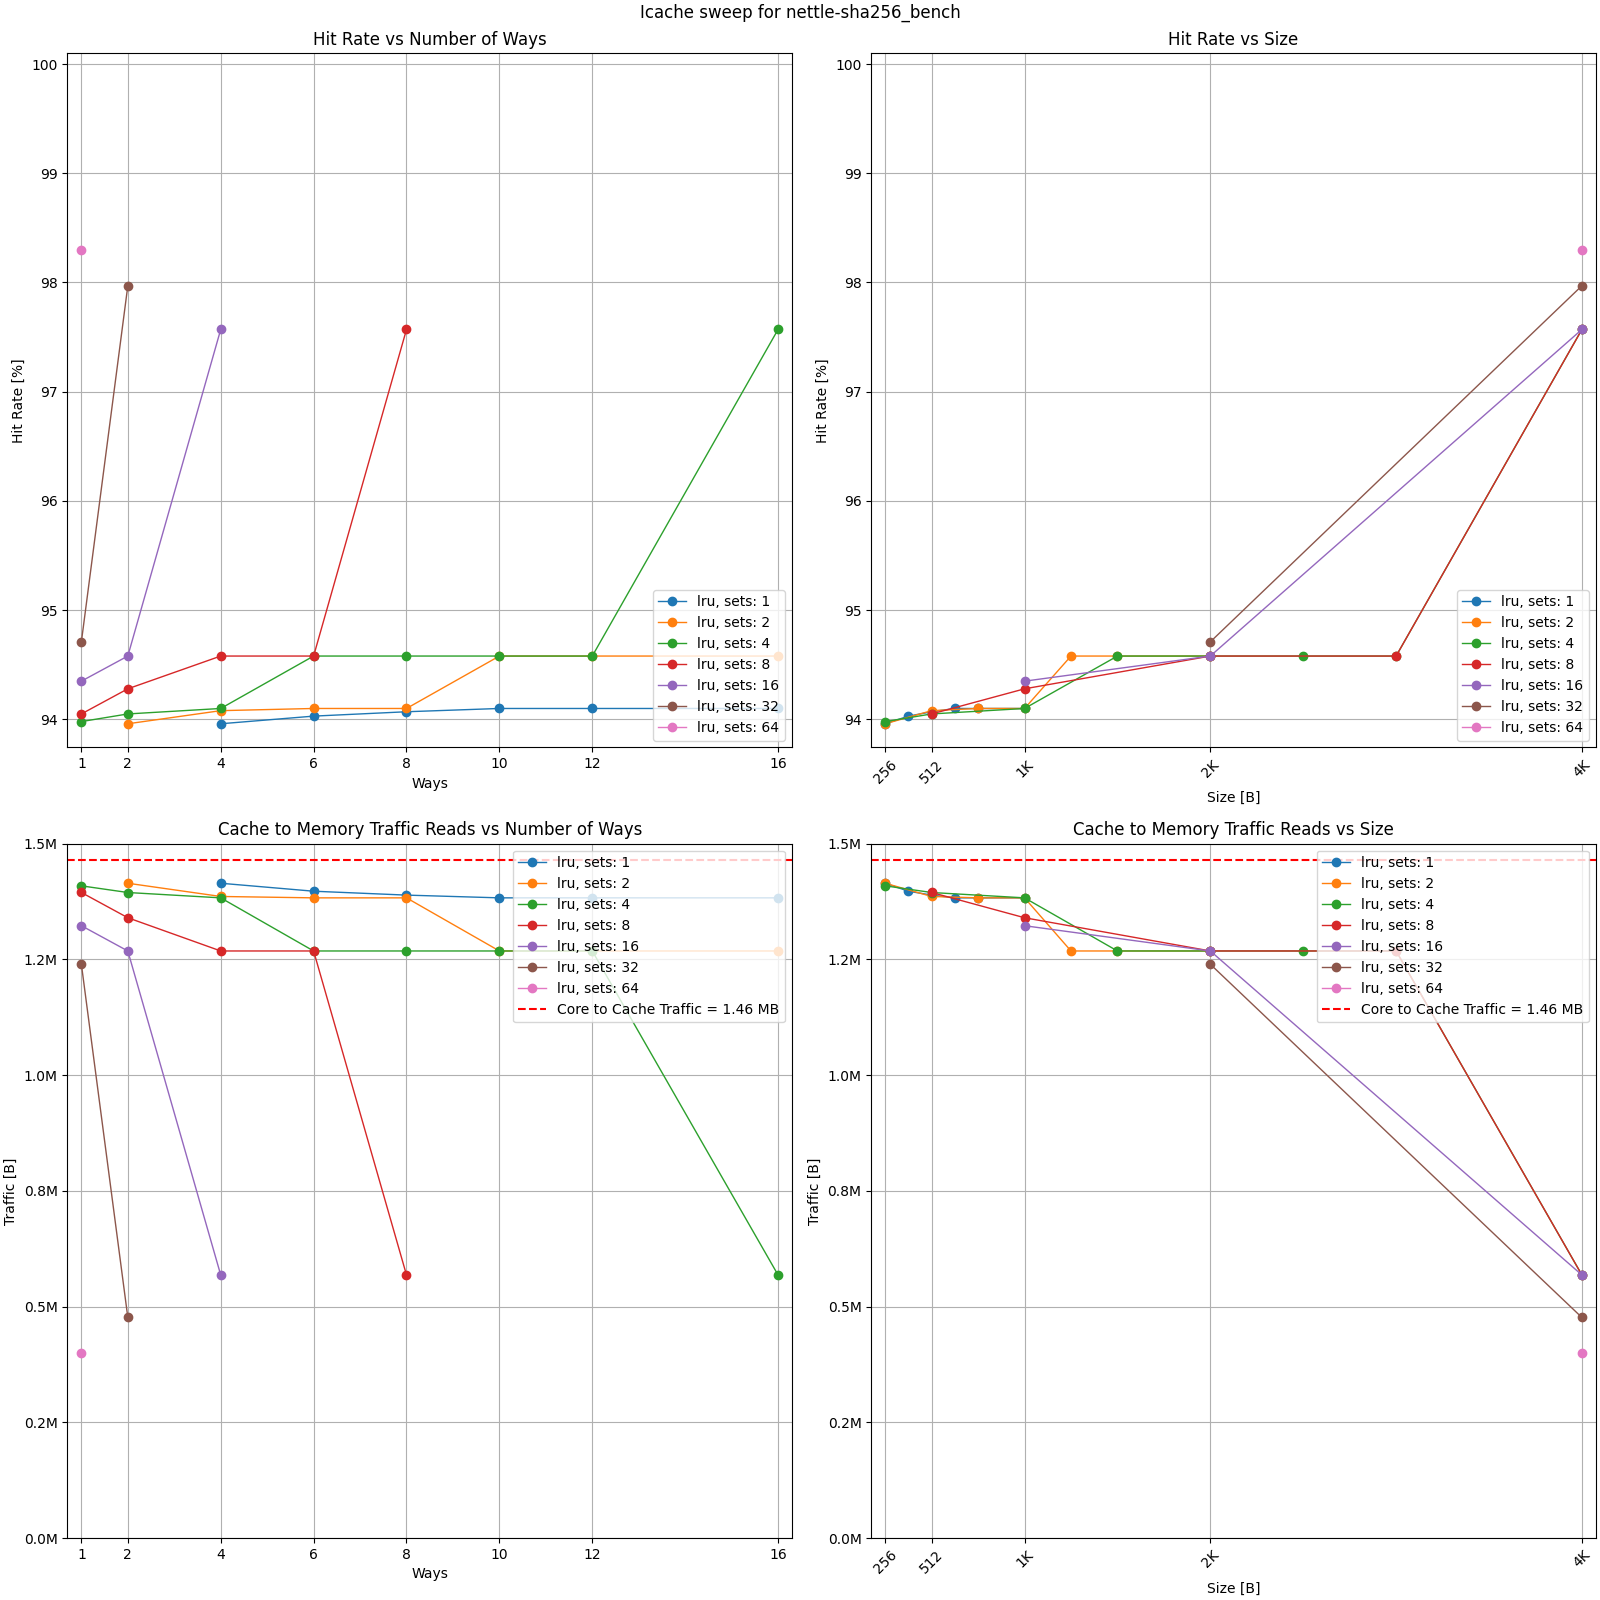 Icache sweep for nettle-sha256_bench
Hit Rate vs Number of Ways
100
99
98
97
96
95
94
Hit Rate [%]
1 2 4 6 8 10 12 16
Ways
lru, sets: 1
lru, sets: 2
lru, sets: 4
lru, sets: 8
lru, sets: 16
lru, sets: 32
lru, sets: 64
Hit Rate vs Size
100
99
98
97
96
95
94
Hit Rate [%]
256 512 1K 2K 4K
Size [B]
lru, sets: 1
lru, sets: 2
lru, sets: 4
lru, sets: 8
lru, sets: 16
lru, sets: 32
lru, sets: 64
Cache to Memory Traffic Reads vs Number of Ways
1.5M
1.2M
1.0M
0.8M
0.5M
0.2M
0.0M
Traffic [B]
1 2 4 6 8 10 12 16
Ways
lru, sets: 1
lru, sets: 2
lru, sets: 4
lru, sets: 8
lru, sets: 16
lru, sets: 32
lru, sets: 64
Core to Cache Traffic = 1.46 MB
Cache to Memory Traffic Reads vs Size
1.5M
1.2M
1.0M
0.8M
0.5M
0.2M
0.0M
Traffic [B]
256 512 1K 2K 4K
Size [B]
lru, sets: 1
lru, sets: 2
lru, sets: 4
lru, sets: 8
lru, sets: 16
lru, sets: 32
lru, sets: 64
Core to Cache Traffic = 1.46 MB